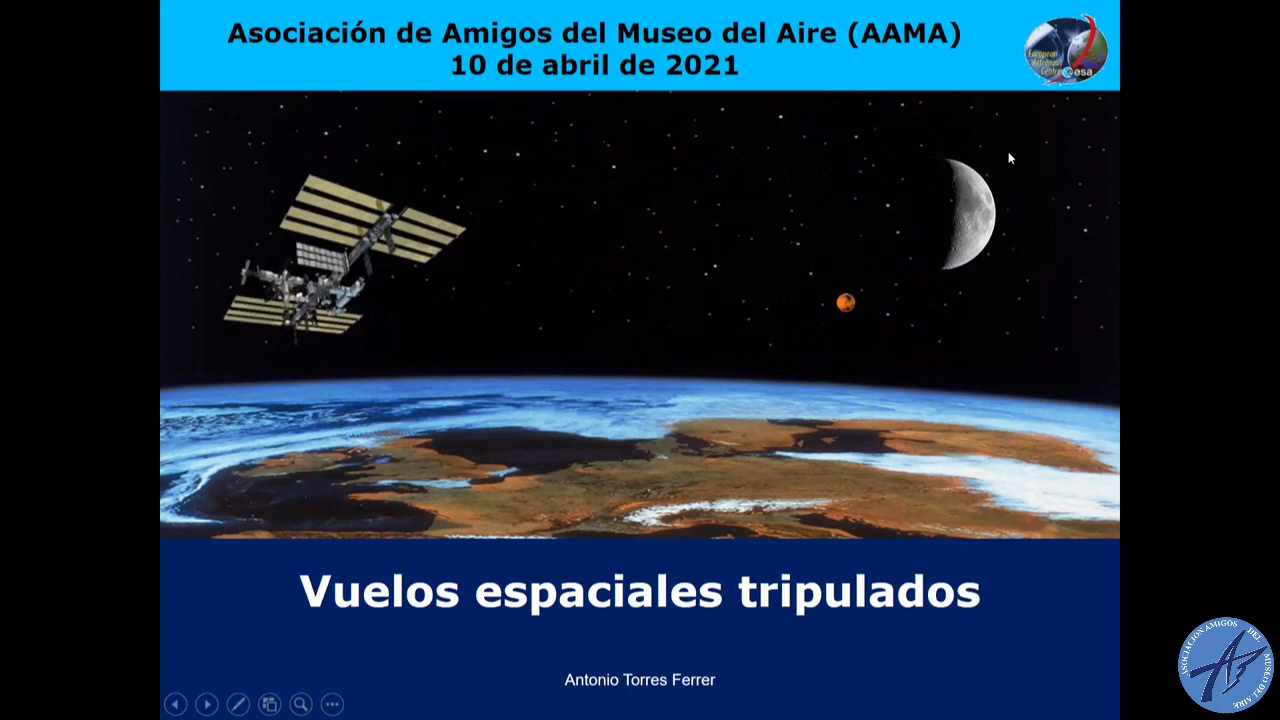 Asociación de Amigos del Museo del Aire (AAMA)
10 de abril de 2021
European
Astronaut
Centre esa
Vuelos espaciales tripulados
Antonio Torres Ferrer
ASOCIACION AMIGOS DEL MUSEO DEL AIRE